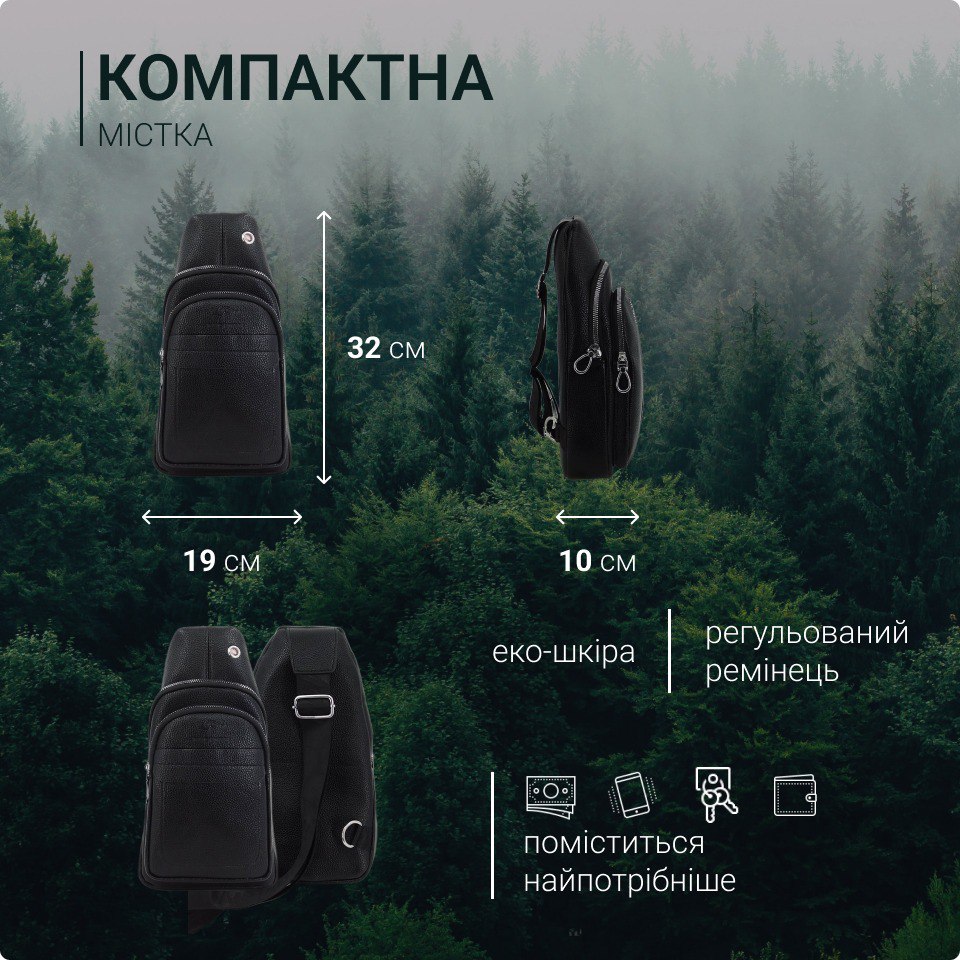 КОМПАКТНА
МІСТКА
32 см
19 см
10 см
еко-шкіра
регульований
ремінець
поміститься
найпотрібніше